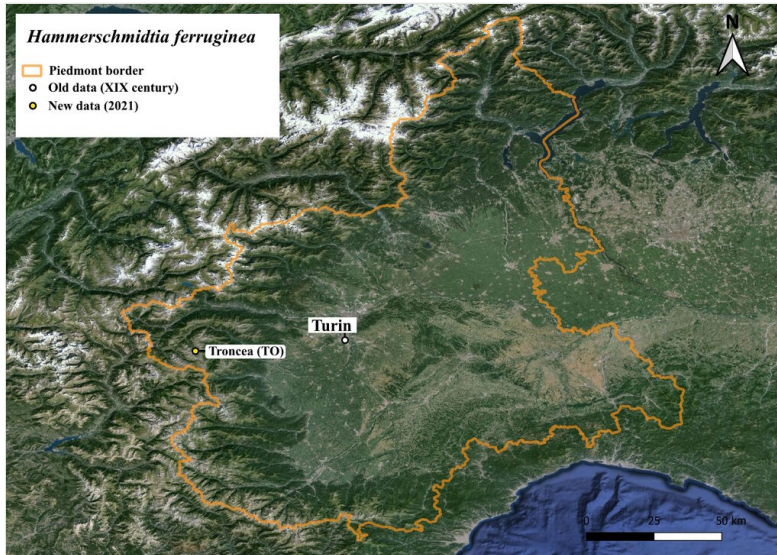 Hammerschmidtia ferruginea
Piedmont border
Old data (XIX century)
New data (2021)
N
Turin
Troncea (TO)
0 25 50 km